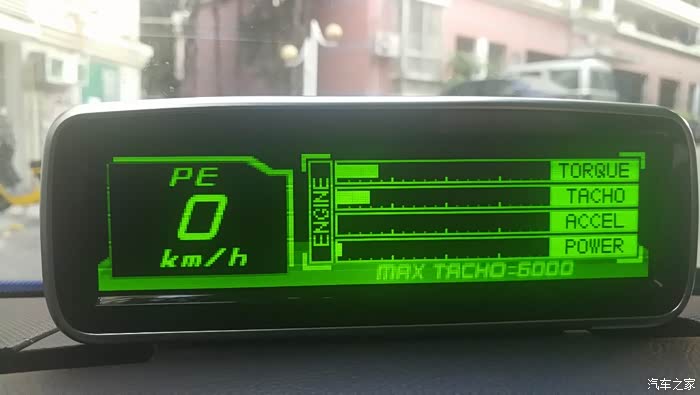 PE
0
km/h
ENGINE
TORQUE
TACHO
ACCEL
POWER
MAX TACHO=6000
汽车之家